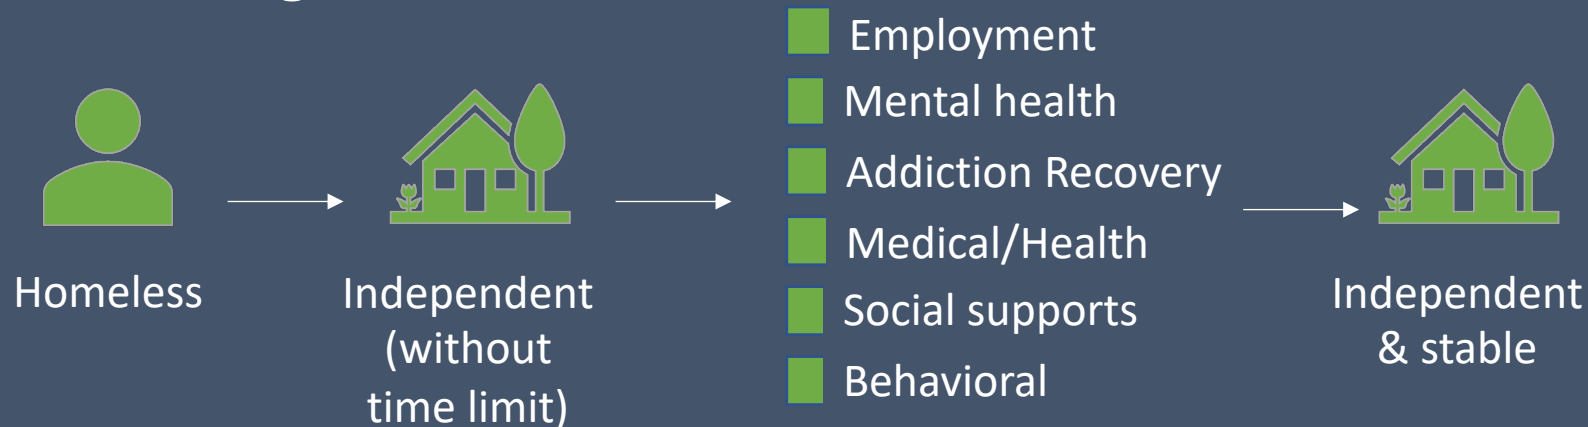 Homeless
Independent
(without
time limit)
Employment
Mental health
Addiction Recovery
Medical/Health
Social supports
Behavioral
Independent
& stable